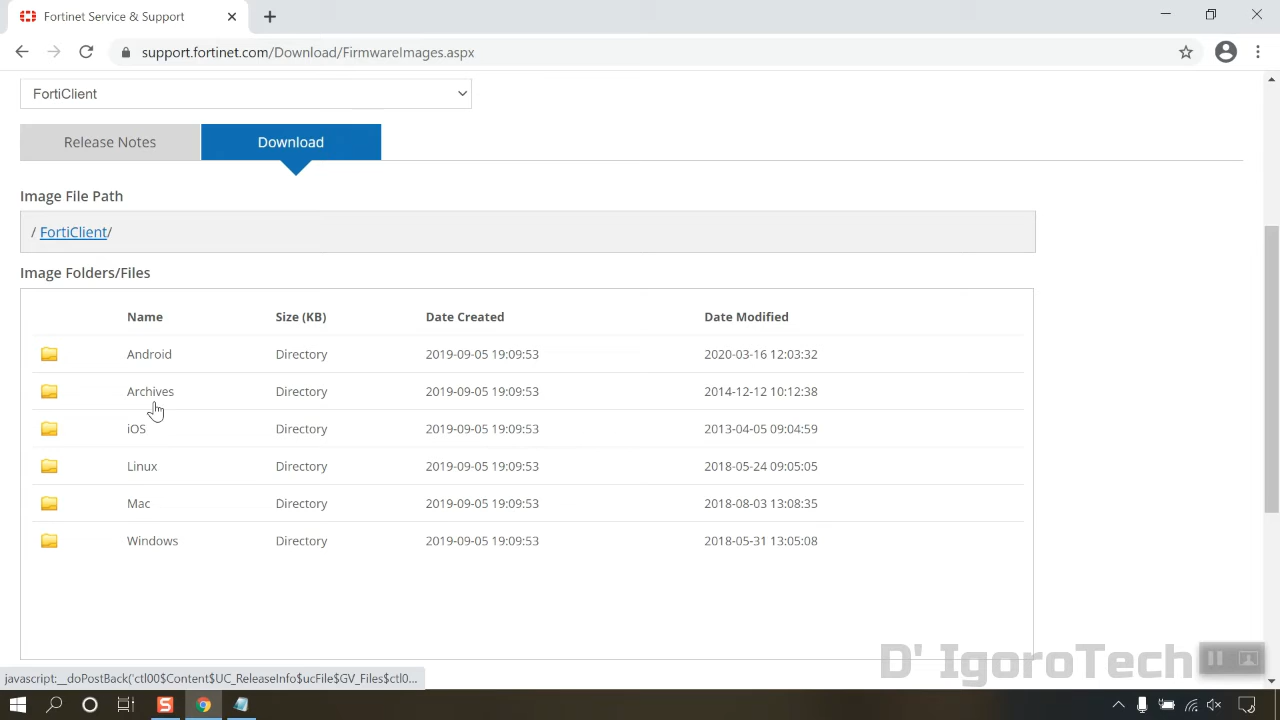 Fortinet Service & Support
support.fortinet.com/Download/FirmwareImages.aspx
FortiClient
Release Notes Download
Image File Path
/ FortiClient/
Image Folders/Files
Name Size (KB) Date Created Date Modified
Android Directory 2019-09-05 19:09:53 2020-03-16 12:03:32
Archives Directory 2019-09-05 19:09:53 2014-12-12 10:12:38
iOS Directory 2019-09-05 19:09:53 2013-04-05 09:04:59
Linux Directory 2019-09-05 19:09:53 2018-05-24 09:05:05
Mac Directory 2019-09-05 19:09:53 2018-08-03 13:08:35
Windows Directory 2019-09-05 19:09:53 2018-05-31 13:05:08
D' IgoroTech
javascript:__doPostBack('ctl00$Content$UC_ReleaseInfo$ucFile$GV_Files$ctl0...